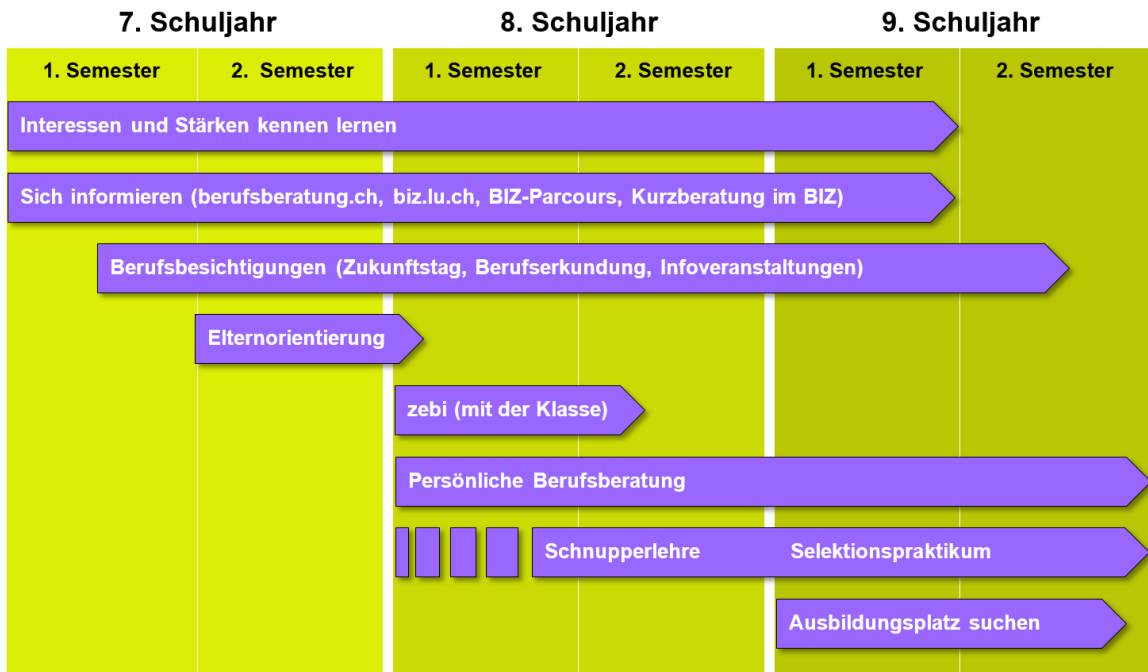 7. Schuljahr 8. Schuljahr 9. Schuljahr
1. Semester 2. Semester 1. Semester 2. Semester 1. Semester 2. Semester
Interessen und Stärken kennen lernen
Sich informieren (berufsberatung.ch, biz.lu.ch, BIZ-Parcours, Kurzberatung im BIZ)
Berufsbesichtigungen (Zukunftstag, Berufserkundung, Infoveranstaltungen)
Elternorientierung
zebi (mit der Klasse)
Persönliche Berufsberatung
Schnupperlehre Selektionspraktikum
Ausbildungsplatz suchen